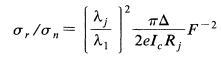 σ_r/σ_n = [λ_j/λ_1]^2 πΔ/(2eI_cR_j) F^{-2}